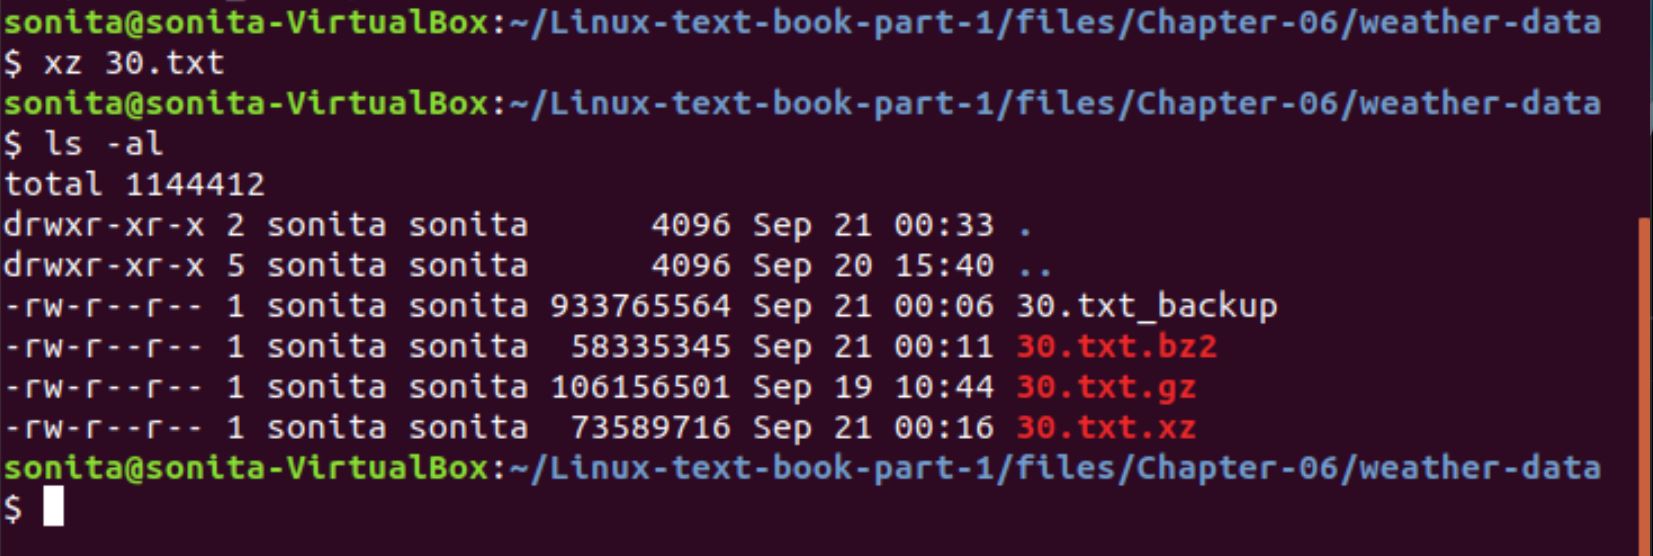 sonita@sonita-VirtualBox:~/Linux-text-book-part-1/files/Chapter-06/weather-data
$ xz 30.txt
sonita@sonita-VirtualBox:~/Linux-text-book-part-1/files/Chapter-06/weather-data
$ ls -al
total 1144412
drwxr-xr-x 2 sonita sonita      4096 Sep 21 00:33 .
drwxr-xr-x 5 sonita sonita      4096 Sep 20 15:40 ..
-rw-r--r-- 1 sonita sonita 933765564 Sep 21 00:06 30.txt_backup
-rw-r--r-- 1 sonita sonita  58335345 Sep 21 00:11 30.txt.bz2
-rw-r--r-- 1 sonita sonita 106156501 Sep 19 10:44 30.txt.gz
-rw-r--r-- 1 sonita sonita  73589716 Sep 21 00:16 30.txt.xz
sonita@sonita-VirtualBox:~/Linux-text-book-part-1/files/Chapter-06/weather-data
$